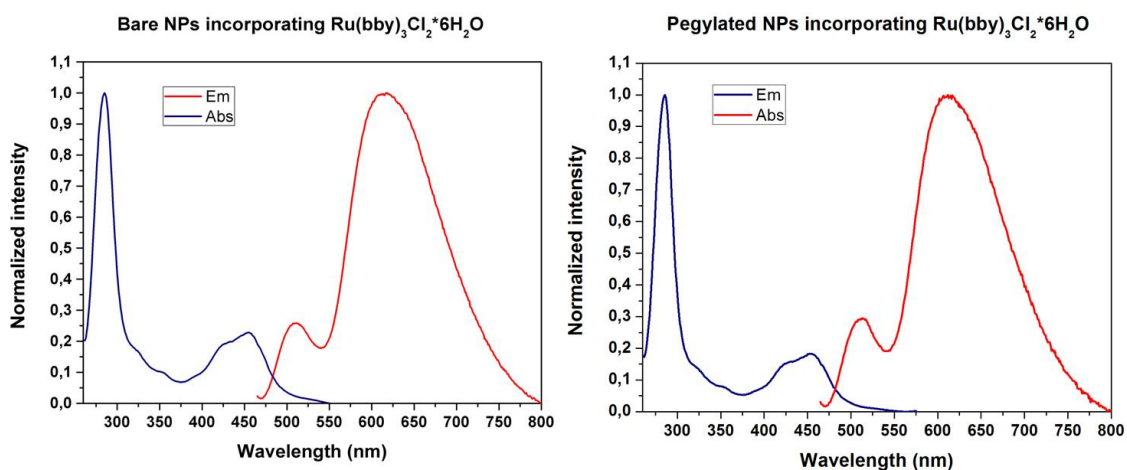 Bare NPs incorporating Ru(bby)₃Cl₂*6H₂O
1,1
1,0
0,9
0,8
0,7
0,6
0,5
0,4
0,3
0,2
0,1
0,0
Normalized intensity
Em
Abs
300 350 400 450 500 550 600 650 700 750 800
Wavelength (nm)
Pegylated NPs incorporating Ru(bby)₃Cl₂*6H₂O
1,1
1,0
0,9
0,8
0,7
0,6
0,5
0,4
0,3
0,2
0,1
0,0
Normalized intensity
Em
Abs
300 350 400 450 500 550 600 650 700 750 800
Wavelength (nm)